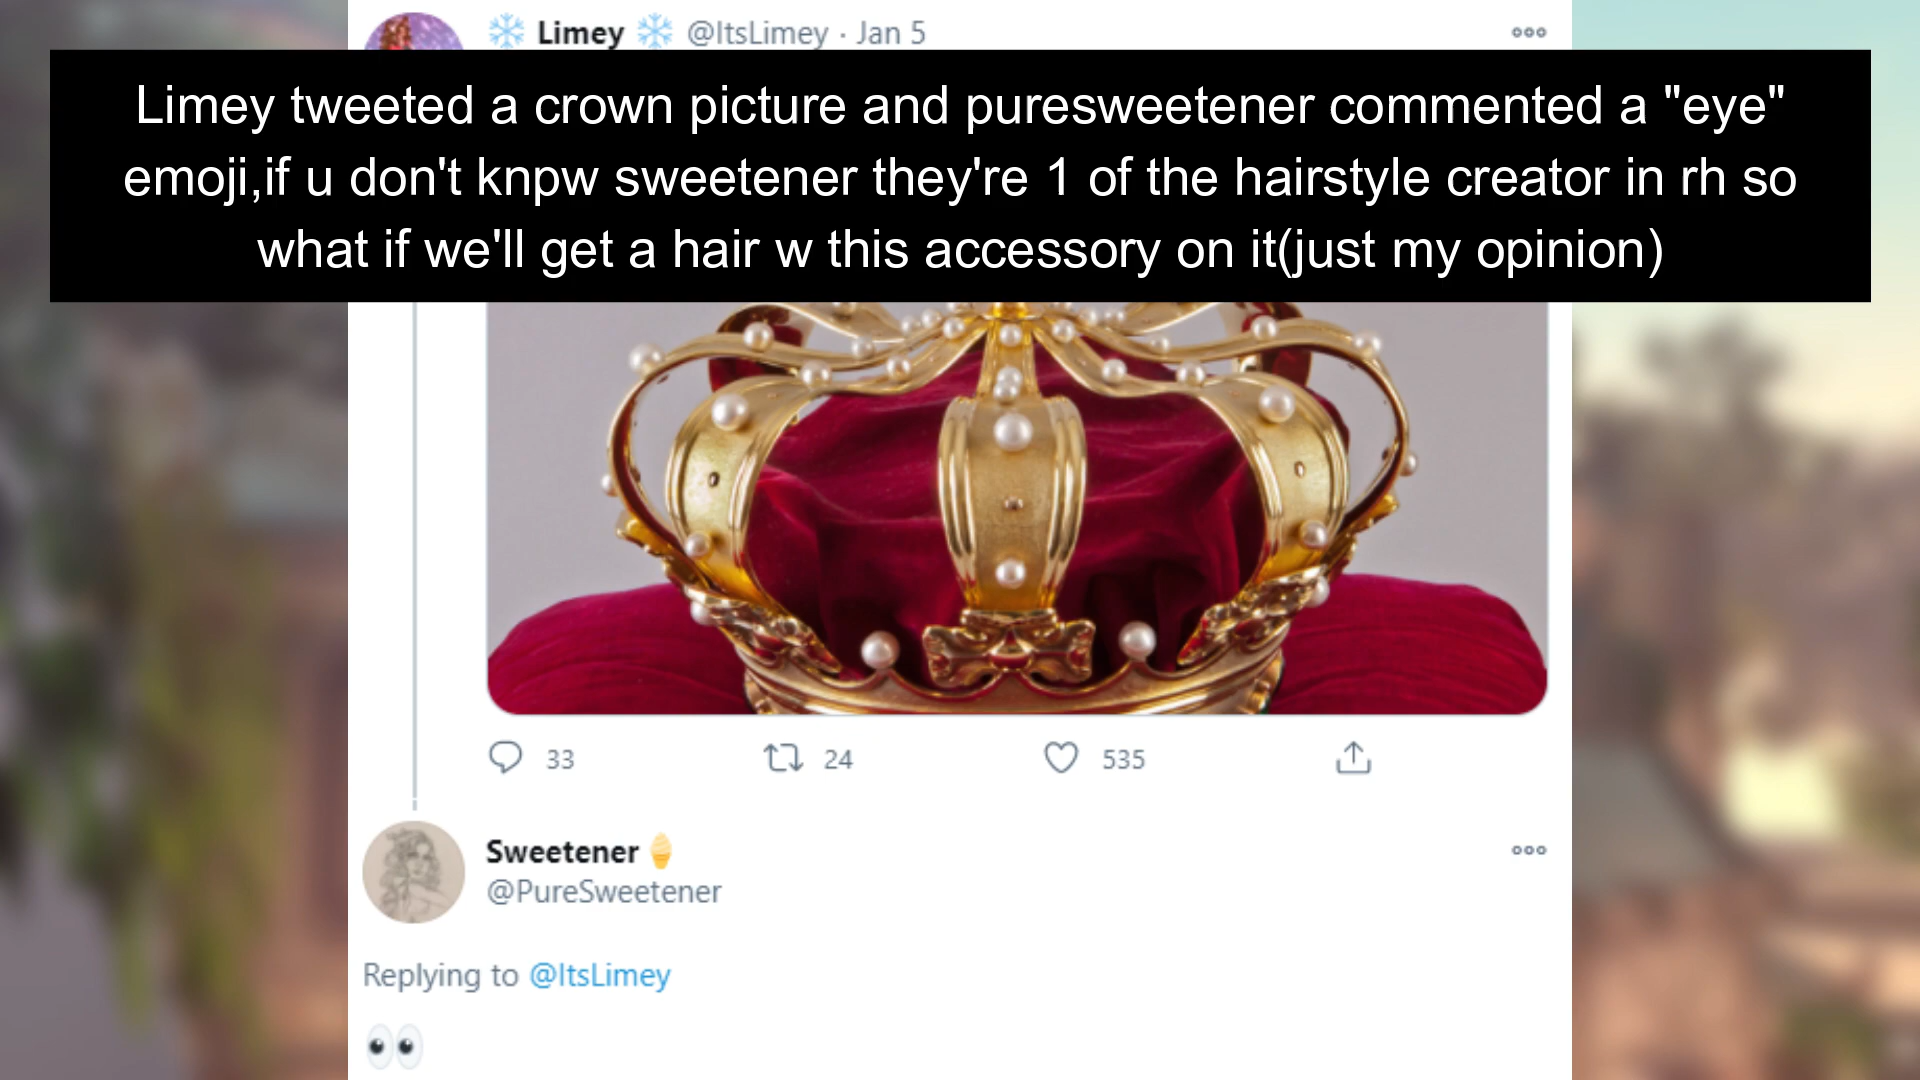 ❄️ Limey ❄️ @ItsLimey · Jan 5
Limey tweeted a crown picture and puresweetener commented a "eye"
emoji,if u don't knpw sweetener they're 1 of the hairstyle creator in rh so
what if we'll get a hair w this accessory on it(just my opinion)
33 24 535
Sweetener🍦
@PureSweetener
Replying to @ItsLimey
👀